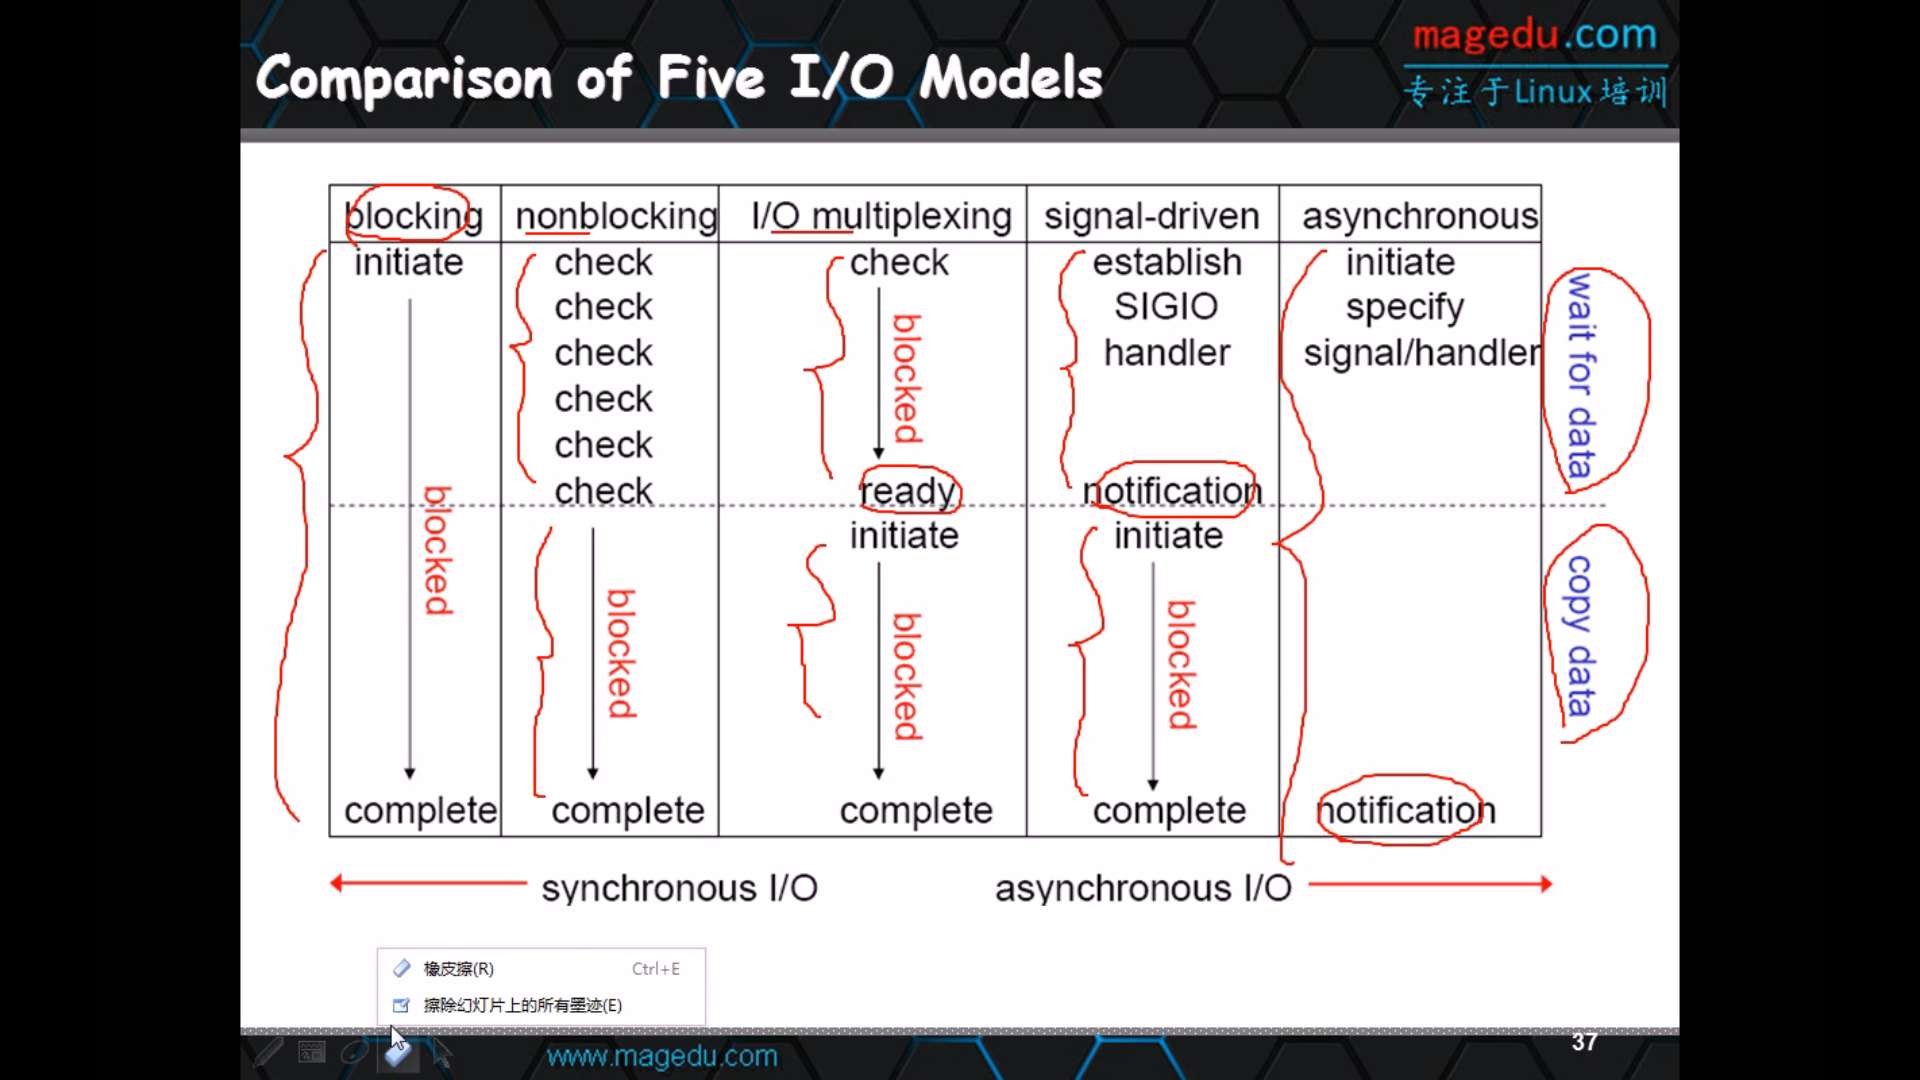 Comparison of Five I/O Models
magedu.com
专注于Linux培训
blocking nonblocking I/O multiplexing signal-driven asynchronous
initiate check check establish initiate
check SIGIO specify
check handler signal/handler
check
check
check ready notification
initiate initiate
blocked
blocked
blocked
blocked
blocked
wait for data
copy data
complete complete complete complete notification
synchronous I/O asynchronous I/O
橡皮擦(R) Ctrl+E
擦除幻灯片上的所有墨迹(E)
www.magedu.com
37